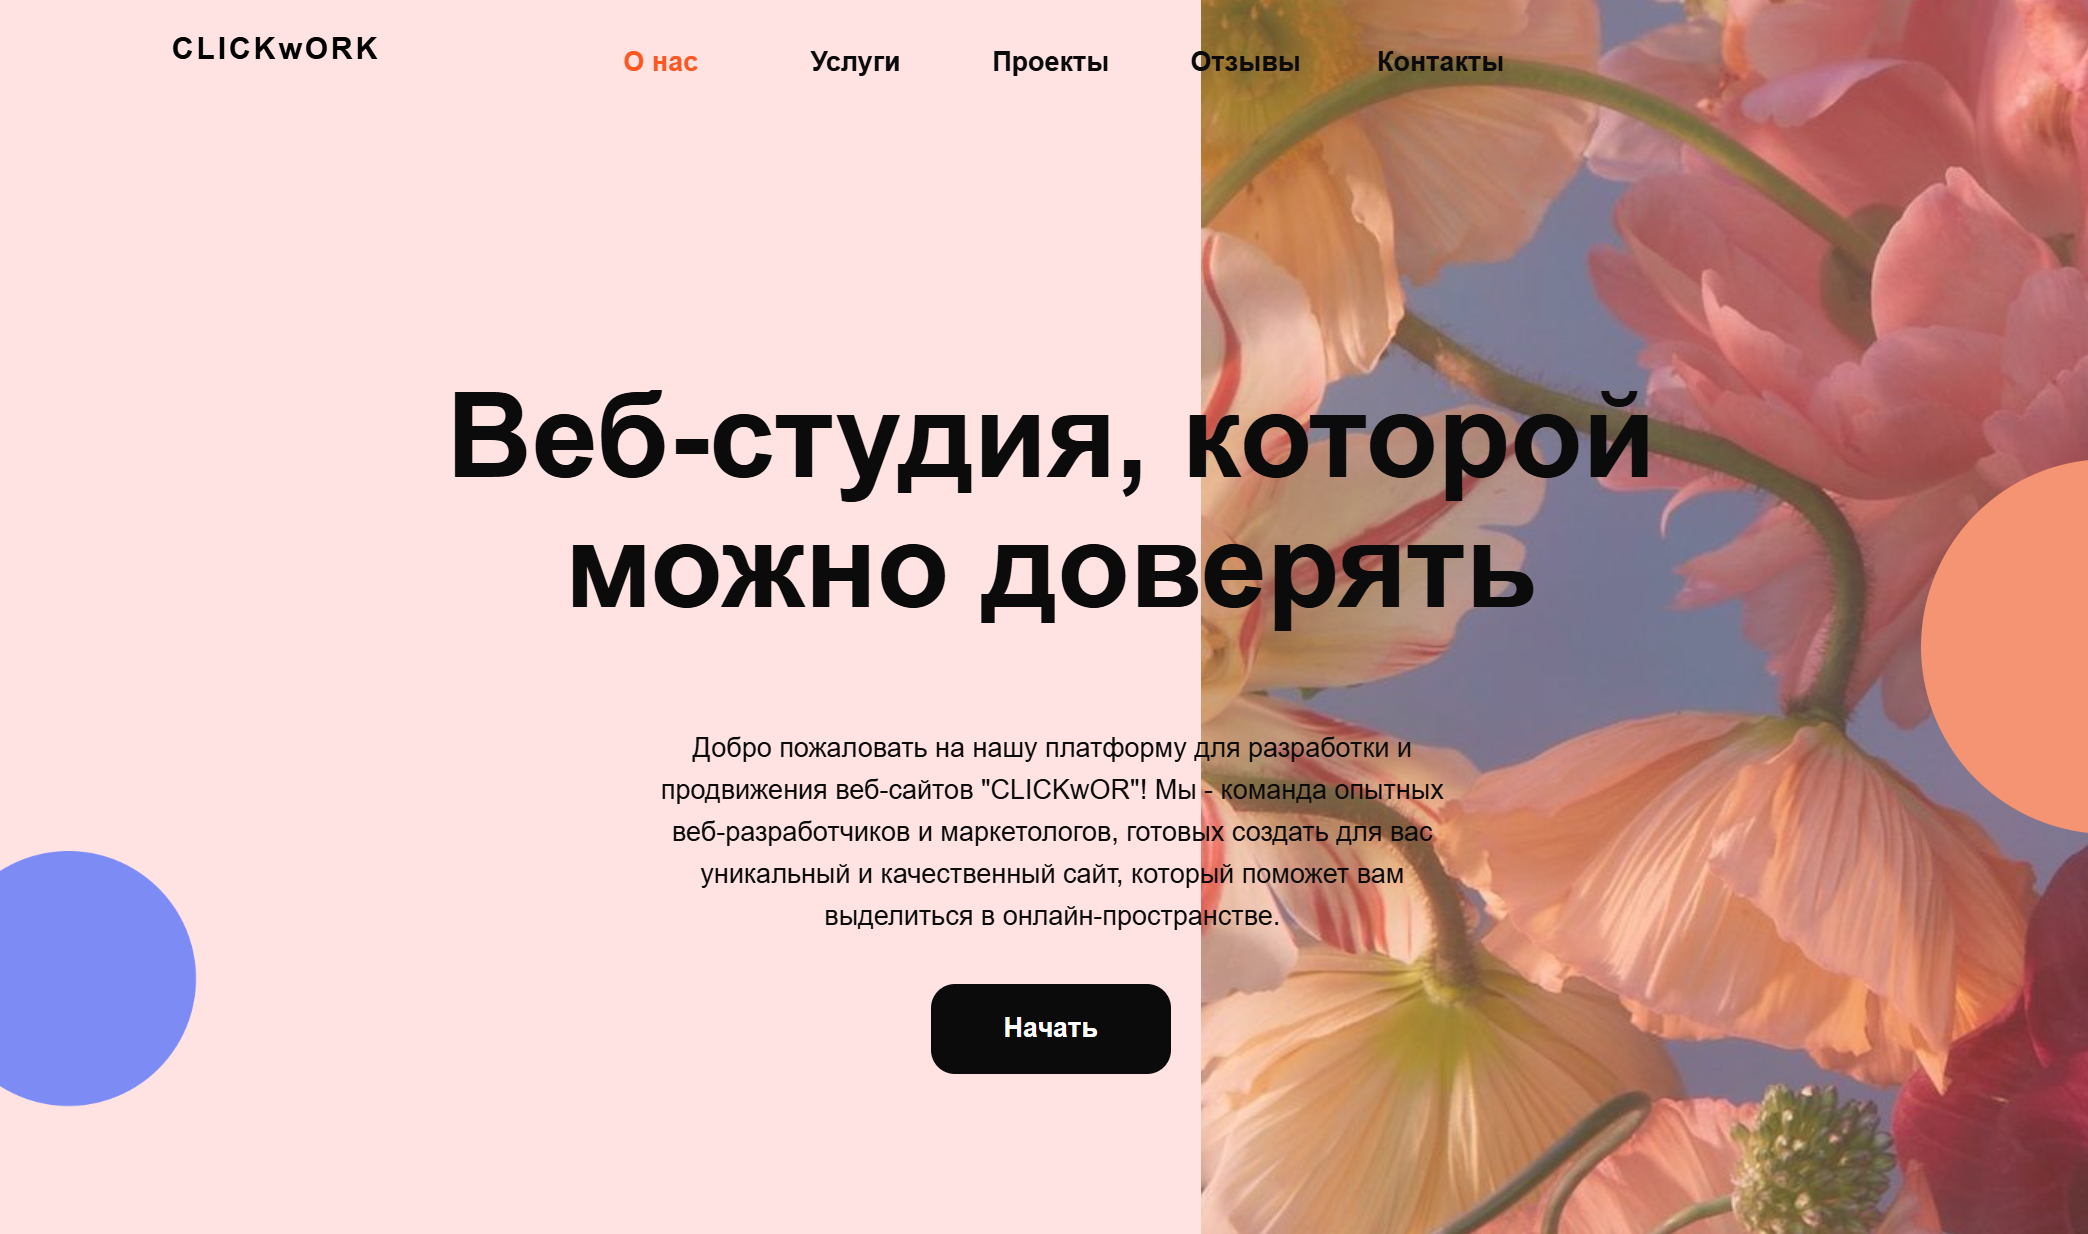 CLICKwORK
О нас Услуги Проекты Отзывы Контакты
Веб-студия, которой
можно доверять
Добро пожаловать на нашу платформу для разработки и
продвижения веб-сайтов "CLICKwOR"! Мы - команда опытных
веб-разработчиков и маркетологов, готовых создать для вас
уникальный и качественный сайт, который поможет вам
выделиться в онлайн-пространстве.
Начать